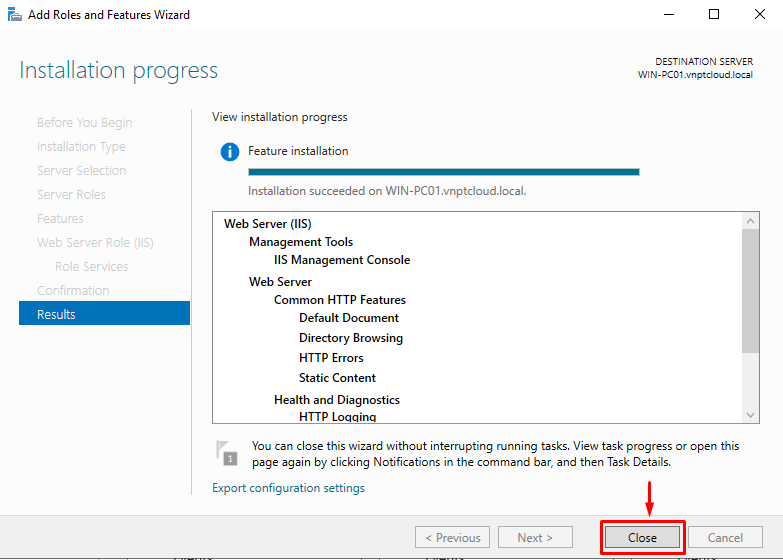 Add Roles and Features Wizard
Installation progress
DESTINATION SERVER
WIN-PC01.vnptcloud.local
Before You Begin
Installation Type
Server Selection
Server Roles
Features
Web Server Role (IIS)
Role Services
Confirmation
Results
View installation progress
Feature installation
Installation succeeded on WIN-PC01.vnptcloud.local.
Web Server (IIS)
Management Tools
IIS Management Console
Web Server
Common HTTP Features
Default Document
Directory Browsing
HTTP Errors
Static Content
Health and Diagnostics
HTTP Logging
1
You can close this wizard without interrupting running tasks. View task progress or open this
page again by clicking Notifications in the command bar, and then Task Details.
Export configuration settings
< Previous
Next >
Close
Cancel